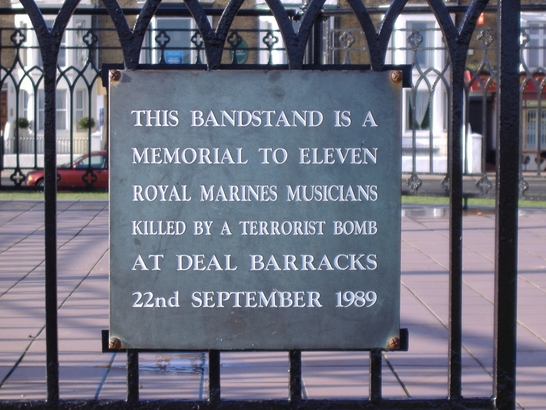 THIS BANDSTAND IS A
MEMORIAL TO ELEVEN
ROYAL MARINES MUSICIANS
KILLED BY A TERRORIST BOMB
AT DEAL BARRACKS
22nd SEPTEMBER 1989